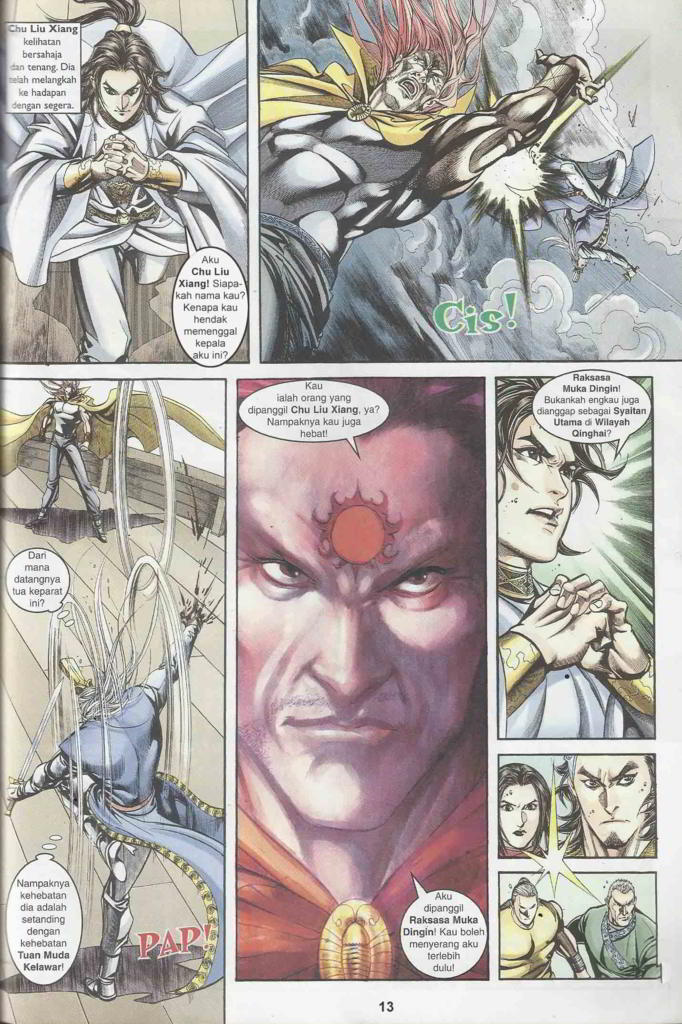 Chu Liu Xiang
kelihatan
bersahaja
dan tenang. Dia
telah melangkah
ke hadapan
dengan segera.
Aku
Chu Liu
Xiang! Siapa-
kah nama kau?
Kenapa kau
hendak
memenggal
kepala
aku ini?
Cis!
Dari
mana
datangnya
tua keparat
ini?
Nampaknya
kehebatan
dia adalah
setanding
dengan
kehebatan
Tuan Muda
Kelawar!
PAP!
Kau
ialah orang yang
dipanggil Chu Liu Xiang, ya?
Nampaknya kau juga
hebat!
Aku
dipanggil
Raksasa Muka
Dingin! Kau boleh
menyerang aku
terlebih
dulu!
Raksasa
Muka Dingin!
Bukankah engkau juga
dianggap sebagai Syaitan
Utama di Wilayah
Qinghai?
13